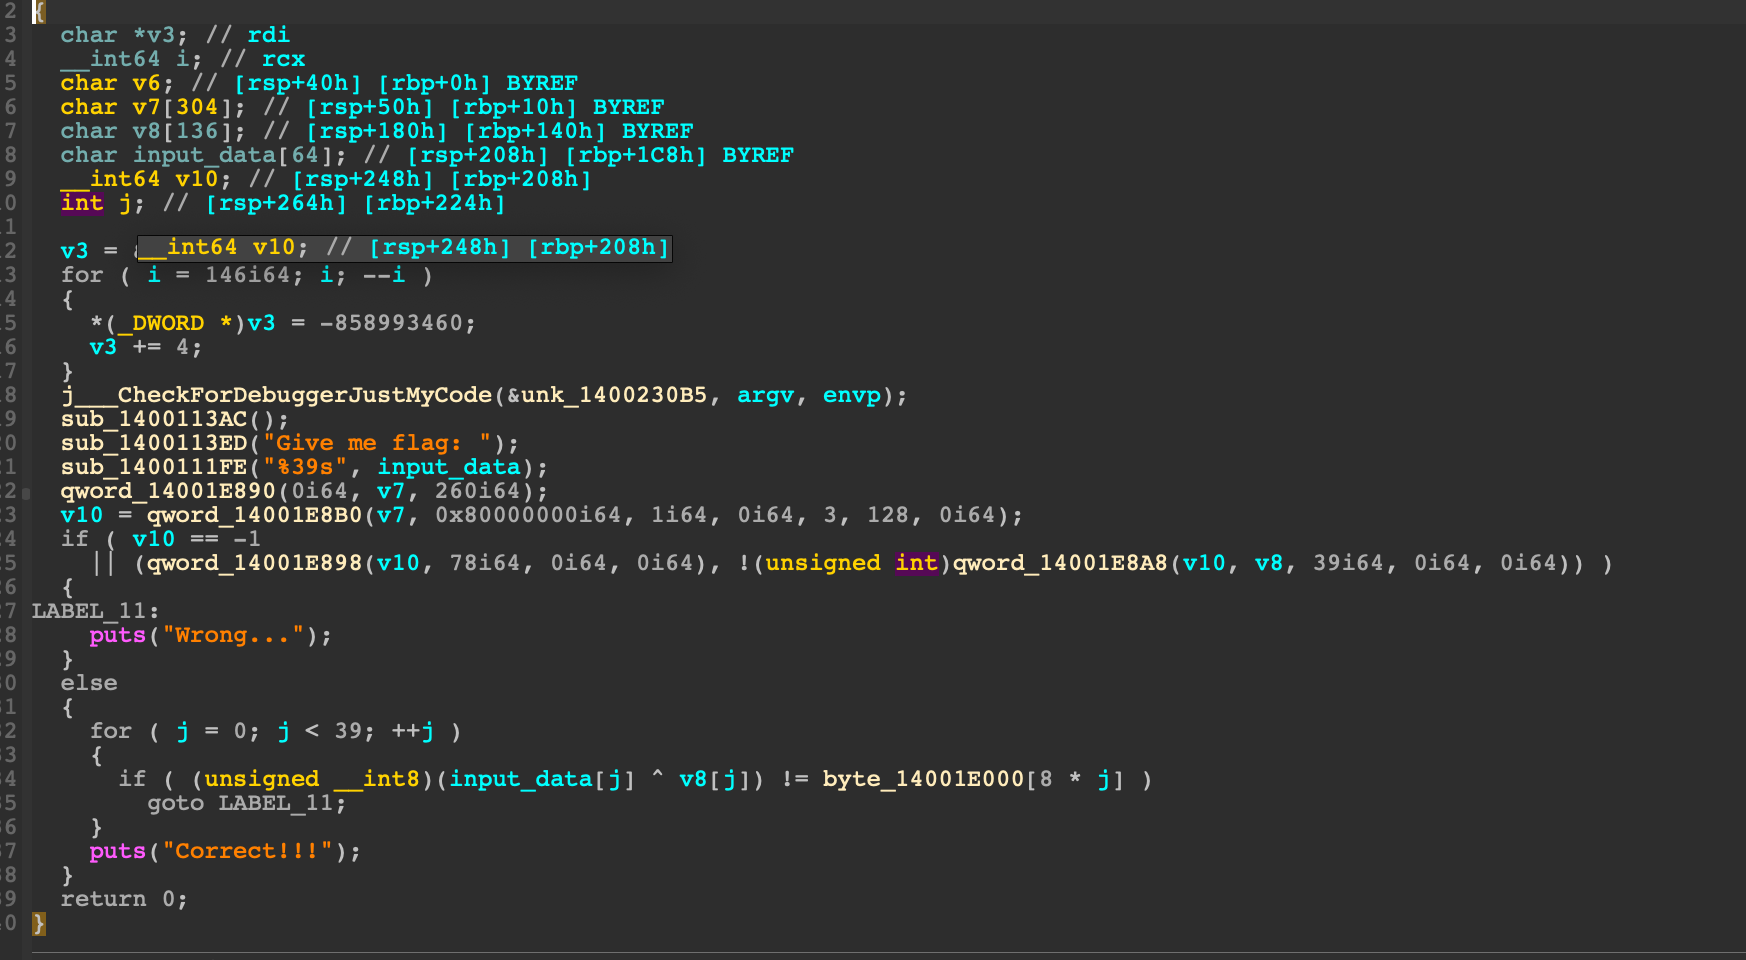 2 {
3 char *v3; // rdi
4 __int64 i; // rcx
5 char v6; // [rsp+40h] [rbp+0h] BYREF
6 char v7[304]; // [rsp+50h] [rbp+10h] BYREF
7 char v8[136]; // [rsp+180h] [rbp+140h] BYREF
8 char input_data[64]; // [rsp+208h] [rbp+1C8h] BYREF
9 __int64 v10; // [rsp+248h] [rbp+208h]
0 int j; // [rsp+264h] [rbp+224h]
1
2 v3 = __int64 v10; // [rsp+248h] [rbp+208h]
3 for ( i = 146i64; i; --i )
4 {
5 *(_DWORD *)v3 = -858993460;
6 v3 += 4;
7 }
8 j___CheckForDebuggerJustMyCode(&unk_1400230B5, argv, envp);
9 sub_1400113AC();
0 sub_1400113ED("Give me flag: ");
1 sub_1400111FE("%39s", input_data);
2 qword_14001E890(0i64, v7, 260i64);
3 v10 = qword_14001E8B0(v7, 0x80000000i64, 1i64, 0i64, 3, 128, 0i64);
4 if ( v10 == -1
5 || (qword_14001E898(v10, 78i64, 0i64, 0i64), !(unsigned int)qword_14001E8A8(v10, v8, 39i64, 0i64, 0i64)) )
6 {
7 LABEL_11:
8 puts("Wrong...");
9 }
0 else
1 {
2 for ( j = 0; j < 39; ++j )
3 {
4 if ( (unsigned __int8)(input_data[j] ^ v8[j]) != byte_14001E000[8 * j] )
5 goto LABEL_11;
6 }
7 puts("Correct!!!");
8 }
9 return 0;
0 }